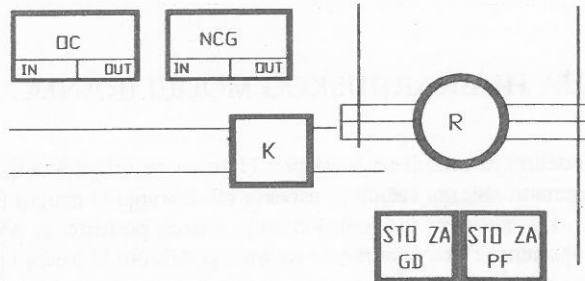 OC
IN OUT
NCG
IN OUT
K
R
STO ZA
GD
STO ZA
PF